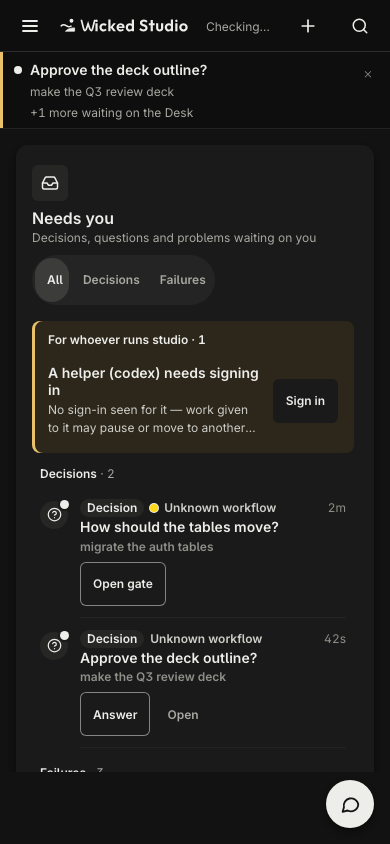 Wicked Studio
Checking...
Approve the deck outline?
make the Q3 review deck
+1 more waiting on the Desk
Needs you
Decisions, questions and problems waiting on you
All
Decisions
Failures
For whoever runs studio · 1
A helper (codex) needs signing
in
No sign-in seen for it — work given
to it may pause or move to another...
Sign in
Decisions · 2
Decision Unknown workflow 2m
How should the tables move?
migrate the auth tables
Open gate
Decision Unknown workflow 42s
Approve the deck outline?
make the Q3 review deck
Answer
Open
Failures · 3